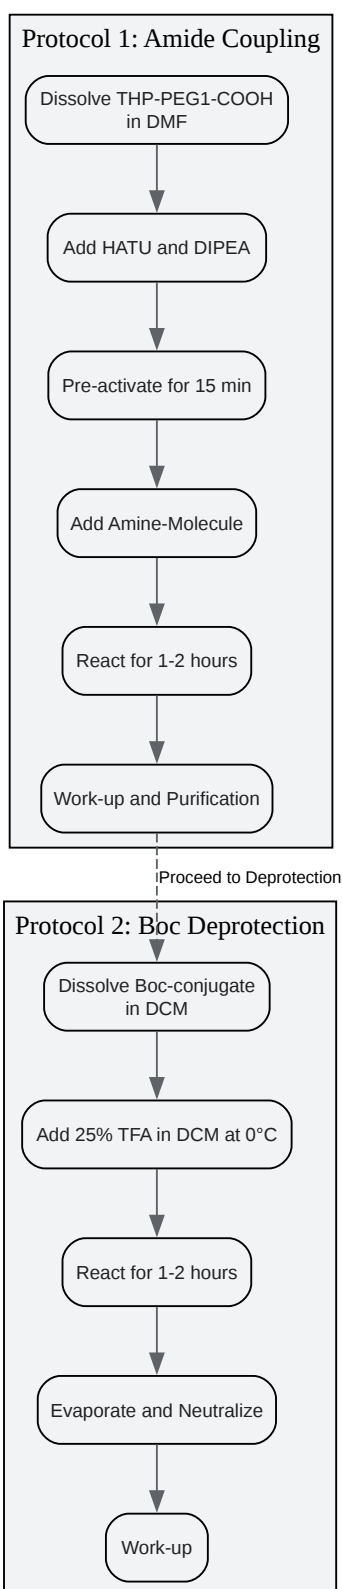 Protocol 1: Amide Coupling
Dissolve THP-PEG1-COOH
in DMF
Add HATU and DIPEA
Pre-activate for 15 min
Add Amine-Molecule
React for 1-2 hours
Work-up and Purification
Proceed to Deprotection
Protocol 2: Boc Deprotection
Dissolve Boc-conjugate
in DCM
Add 25% TFA in DCM at 0°C
React for 1-2 hours
Evaporate and Neutralize
Work-up